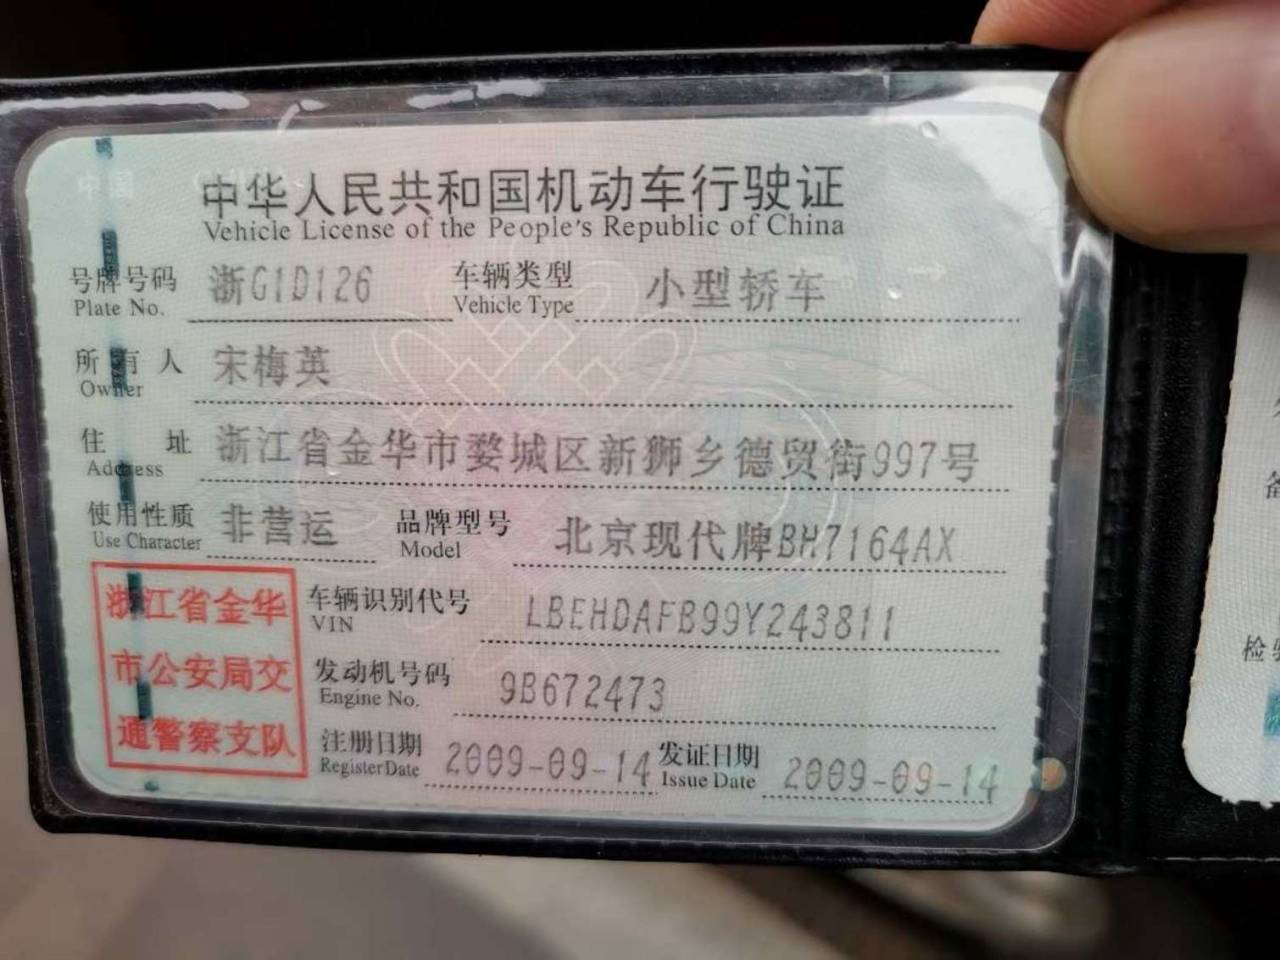 中国
中华人民共和国机动车行驶证
Vehicle License of the People's Republic of China
号牌号码 浙G1D126 车辆类型 小型轿车
Plate No. Vehicle Type
所有人 宋梅英
Owner
住址 浙江省金华市婺城区新狮乡德贸街997号
Address
使用性质 非营运 品牌型号 北京现代牌BH7164AX
Use Character Model
浙江省金华
市公安局交
通警察支队
车辆识别代号 LBEHDAFB99Y243811
VIN
发动机号码 9B672473
Engine No.
注册日期 2009-09-14 发证日期 2009-09-14
Register Date Issue Date